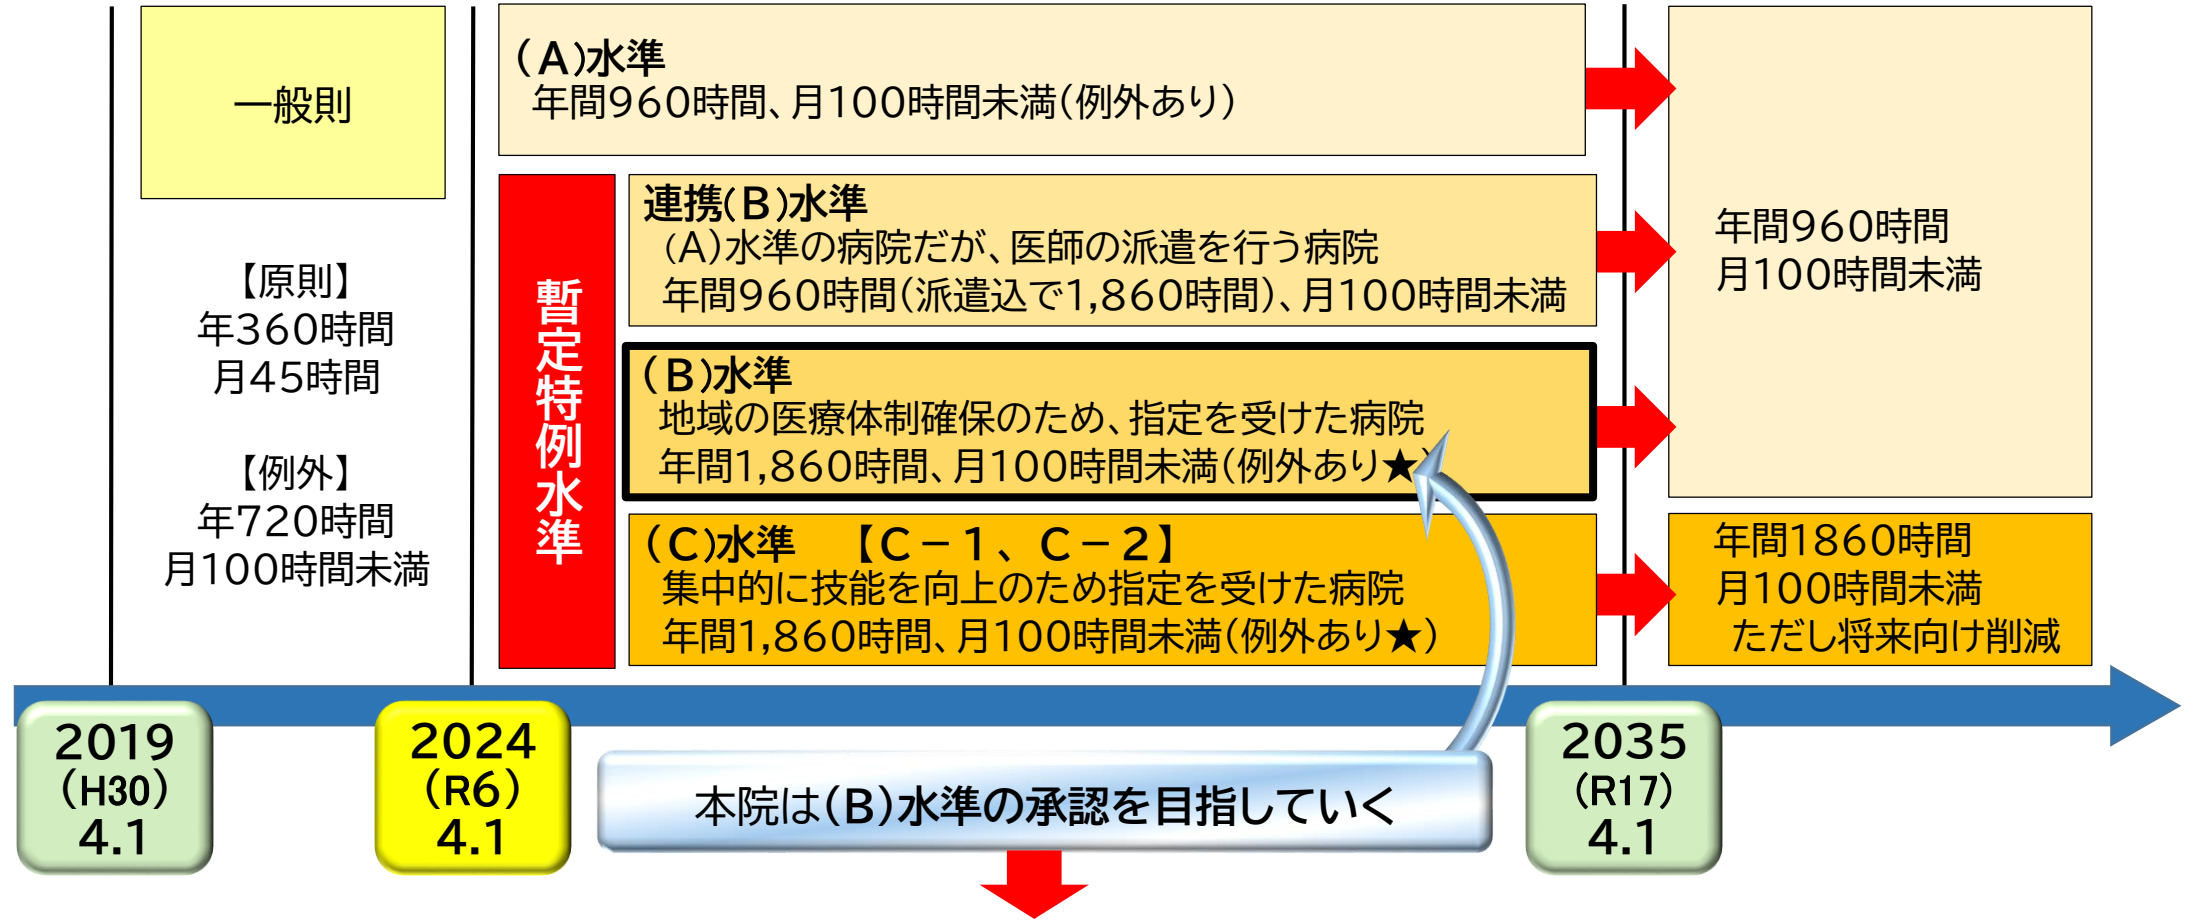 一般則
【原則】
年360時間
月45時間
【例外】
年720時間
月100時間未満
(A)水準
年間960時間、月100時間未満(例外あり)
暫定特例水準
連携(B)水準
(A)水準の病院だが、医師の派遣を行う病院
年間960時間(派遣込で1,860時間)、月100時間未満
(B)水準
地域の医療体制確保のため、指定を受けた病院
年間1,860時間、月100時間未満(例外あり★)
(C)水準 【C-1、C-2】
集中的に技能を向上のため指定を受けた病院
年間1,860時間、月100時間未満(例外あり★)
年間960時間
月100時間未満
年間1860時間
月100時間未満
ただし将来向け削減
2019
(H30)
4.1
2024
(R6)
4.1
本院は(B)水準の承認を目指していく
2035
(R17)
4.1